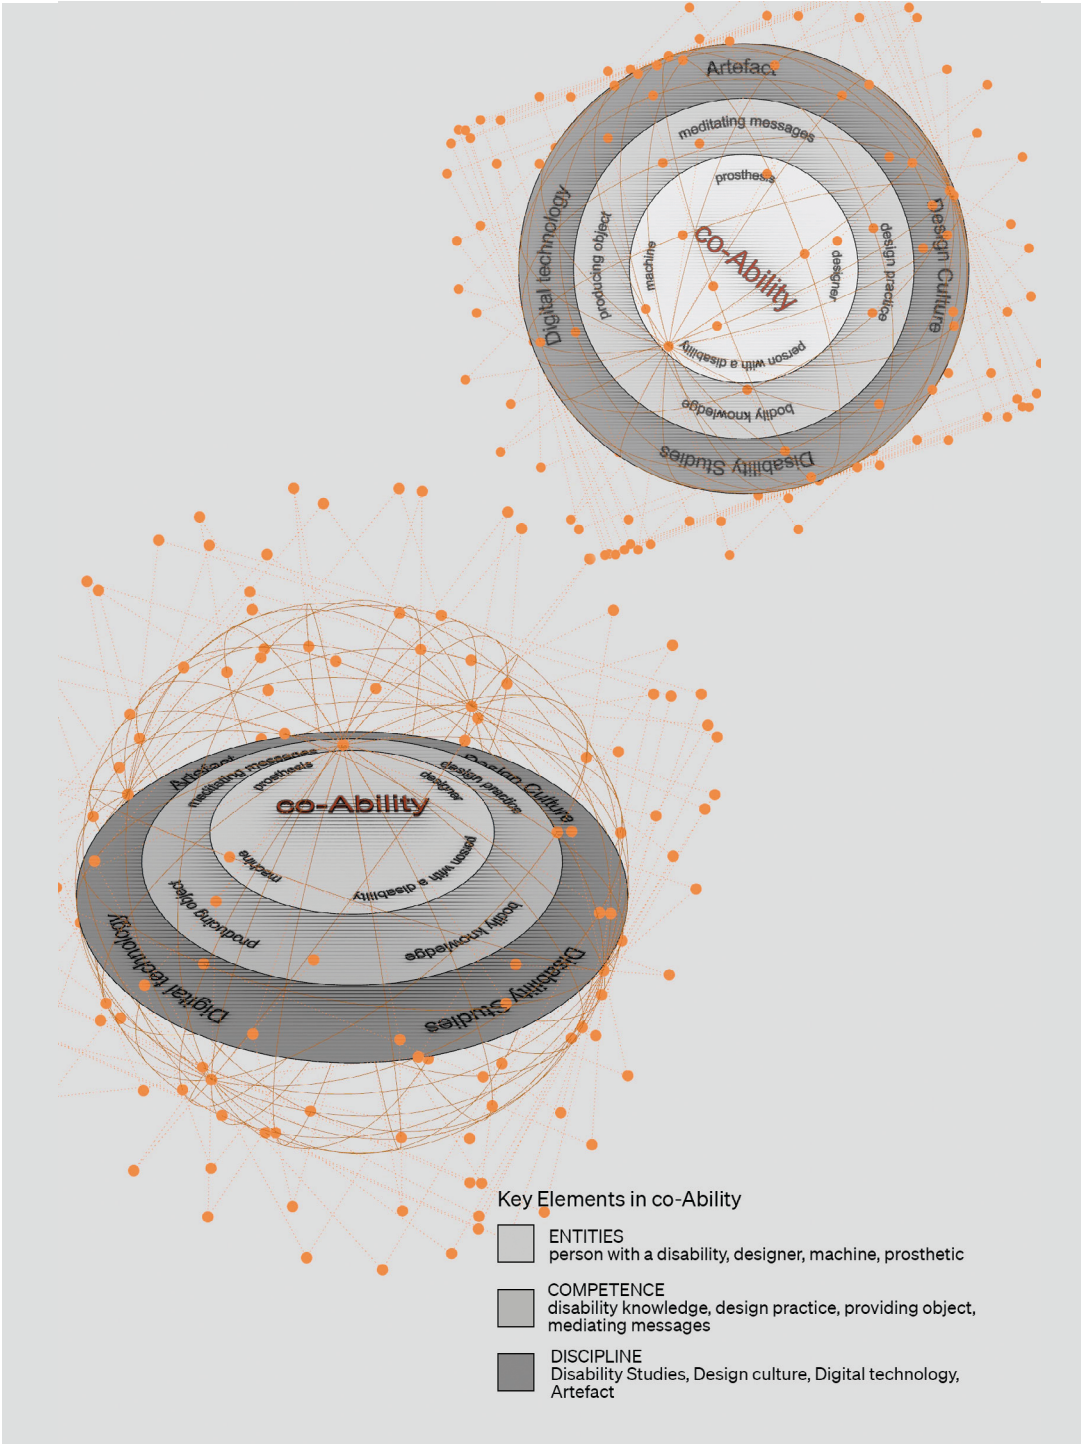 Artefact
meditating messages
prosthesis
Digital technology
producing object
machine
co-Ability
designer
design practice
Design Culture
person with a disability
bodily knowledge
Disability Studies
Artefact
meditating messages
prosthesis
Design Culture
design practice
designer
co-Ability
machine
person with a disability
producing object
bodily knowledge
Digital technology
Disability Studies
Key Elements in co-Ability
ENTITIES
person with a disability, designer, machine, prosthetic
COMPETENCE
disability knowledge, design practice, providing object,
mediating messages
DISCIPLINE
Disability Studies, Design culture, Digital technology,
Artefact